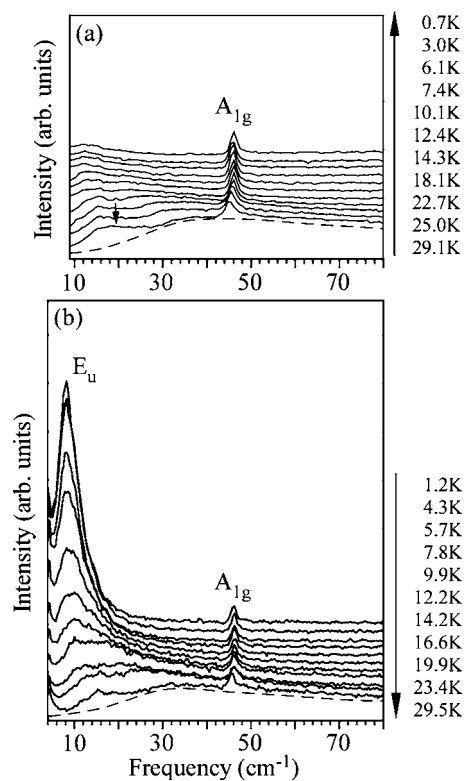 (a)
A1g
Intensity (arb. units)
0.7K
3.0K
6.1K
7.4K
10.1K
12.4K
14.3K
18.1K
22.7K
25.0K
29.1K
10 30 50 70
(b)
Eu
A1g
Intensity (arb. units)
1.2K
4.3K
5.7K
7.8K
9.9K
12.2K
14.2K
16.6K
19.9K
23.4K
29.5K
10 30 50 70
Frequency (cm-1)